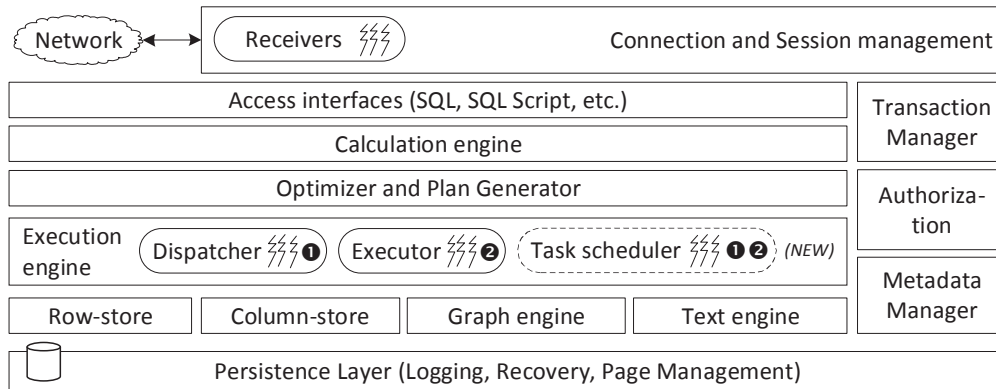 Network
Receivers
Connection and Session management
Access interfaces (SQL, SQL Script, etc.)
Transaction
Manager
Calculation engine
Optimizer and Plan Generator
Authoriza-
tion
Execution
engine
Dispatcher ❶
Executor ❷
Task scheduler ❶ ❷
(NEW)
Metadata
Manager
Row-store
Column-store
Graph engine
Text engine
Persistence Layer (Logging, Recovery, Page Management)